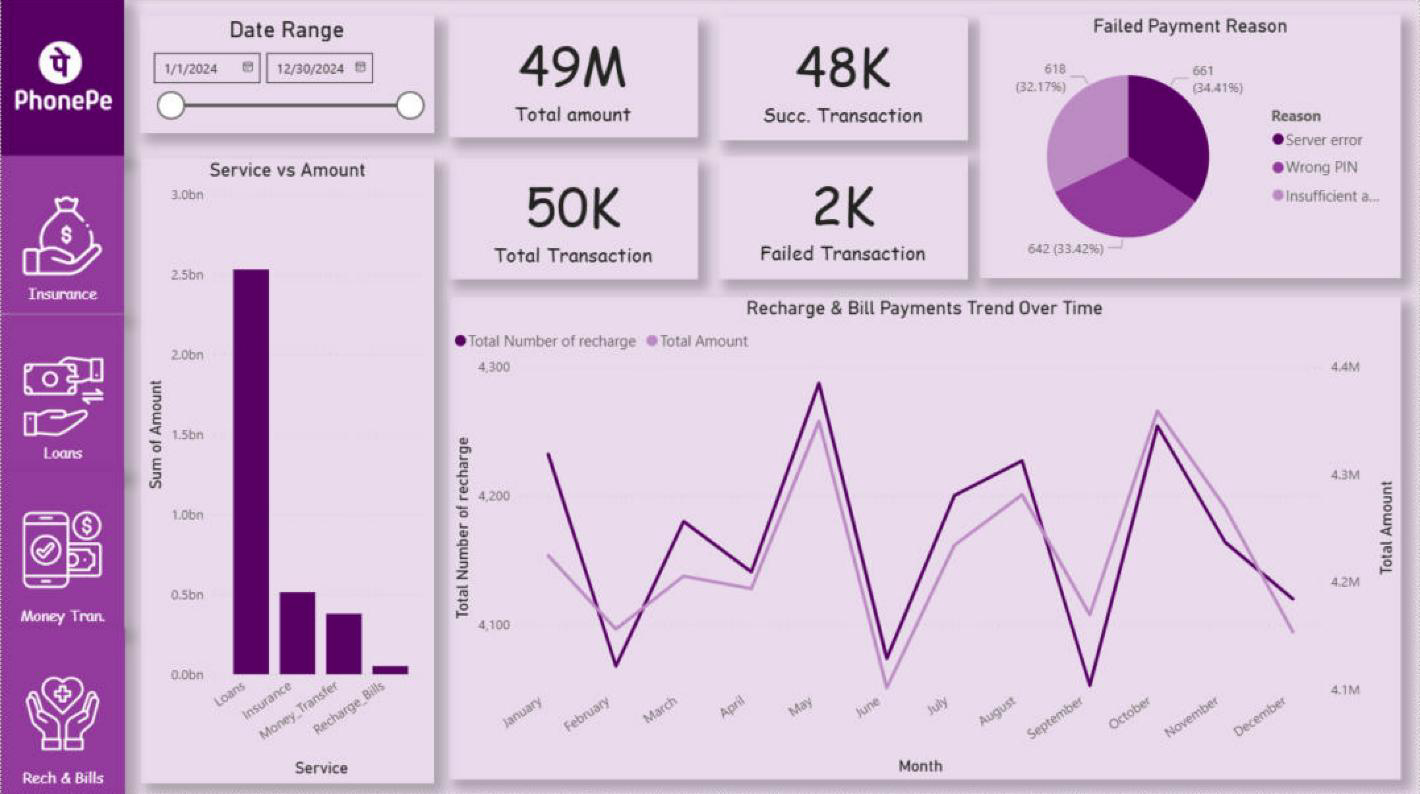 पे
PhonePe
Insurance
Loans
Money Tran.
Rech & Bills
Date Range
1/1/2024
12/30/2024
49M
Total amount
48K
Succ. Transaction
50K
Total Transaction
2K
Failed Transaction
Failed Payment Reason
618
(32.17%)
661
(34.41%)
642 (33.42%)
Reason
Server error
Wrong PIN
Insufficient a...
Service vs Amount
Sum of Amount
3.0bn
2.5bn
2.0bn
1.5bn
1.0bn
0.5bn
0.0bn
Loans
Insurance
Money_Transfer
Recharge_Bills
Service
Recharge & Bill Payments Trend Over Time
Total Number of recharge
Total Amount
Total Number of recharge
4,300
4,200
4,100
4.4M
4.3M
4.2M
4.1M
Total Amount
January
February
March
April
May
June
July
August
September
October
November
December
Month